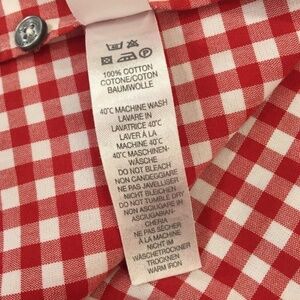 100% COTTON
COTONE/COTON
BAUMWOLLE
40°C MACHINE WASH
LAVARE IN
LAVATRICE 40°C
LAVER À LA
MACHINE 40°C
40°C MASCHINEN-
WÄSCHE
DO NOT BLEACH
NON CANDEGGIARE
NE PAS JAVELLISER
NICHT BLEICHEN
DO NOT TUMBLE DRY
NON ASCIUGARE IN
ASCIUGABIAN-
CHERIA
NE PAS SÉCHER
À LA MACHINE
NICHT IM
WÄSCHETROCKNER
TROCKNEN
WARM IRON